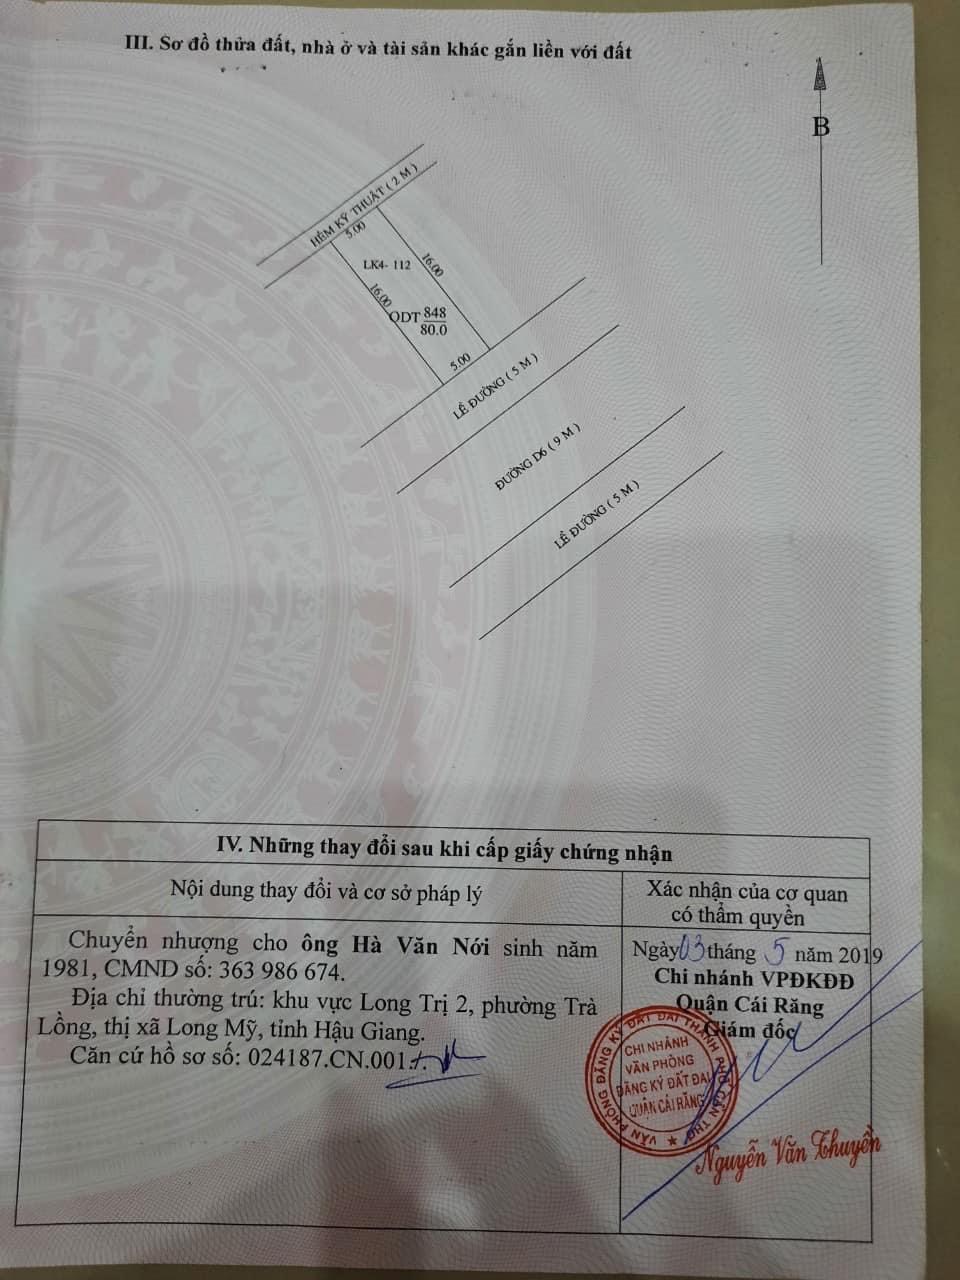 III. Sơ đồ thửa đất, nhà ở và tài sản khác gắn liền với đất
B
HẺM KỸ THUẬT ( 2 M )
5.00
LK4- 112
16.00
16.00
ODT 848
80.0
5.00
LỀ ĐƯỜNG ( 5 M )
ĐƯỜNG D6 ( 9 M )
LỀ ĐƯỜNG ( 5 M )
IV. Những thay đổi sau khi cấp giấy chứng nhận
Nội dung thay đổi và cơ sở pháp lý
Xác nhận của cơ quan
có thẩm quyền
Chuyển nhượng cho ông Hà Văn Nói sinh năm
1981, CMND số: 363 986 674.
Địa chỉ thường trú: khu vực Long Trị 2, phường Trà
Lồng, thị xã Long Mỹ, tỉnh Hậu Giang.
Căn cứ hồ sơ số: 024187.CN.001./.
Ngày 03 tháng 5 năm 2019
Chi nhánh VPĐKĐĐ
Quận Cái Răng
Giám đốc
VĂN PHÒNG ĐĂNG KÝ ĐẤT ĐAI THÀNH PHỐ CẦN THƠ
CHI NHÁNH
VĂN PHÒNG
ĐĂNG KÝ ĐẤT ĐAI
QUẬN CÁI RĂNG
Nguyễn Văn Thuyền